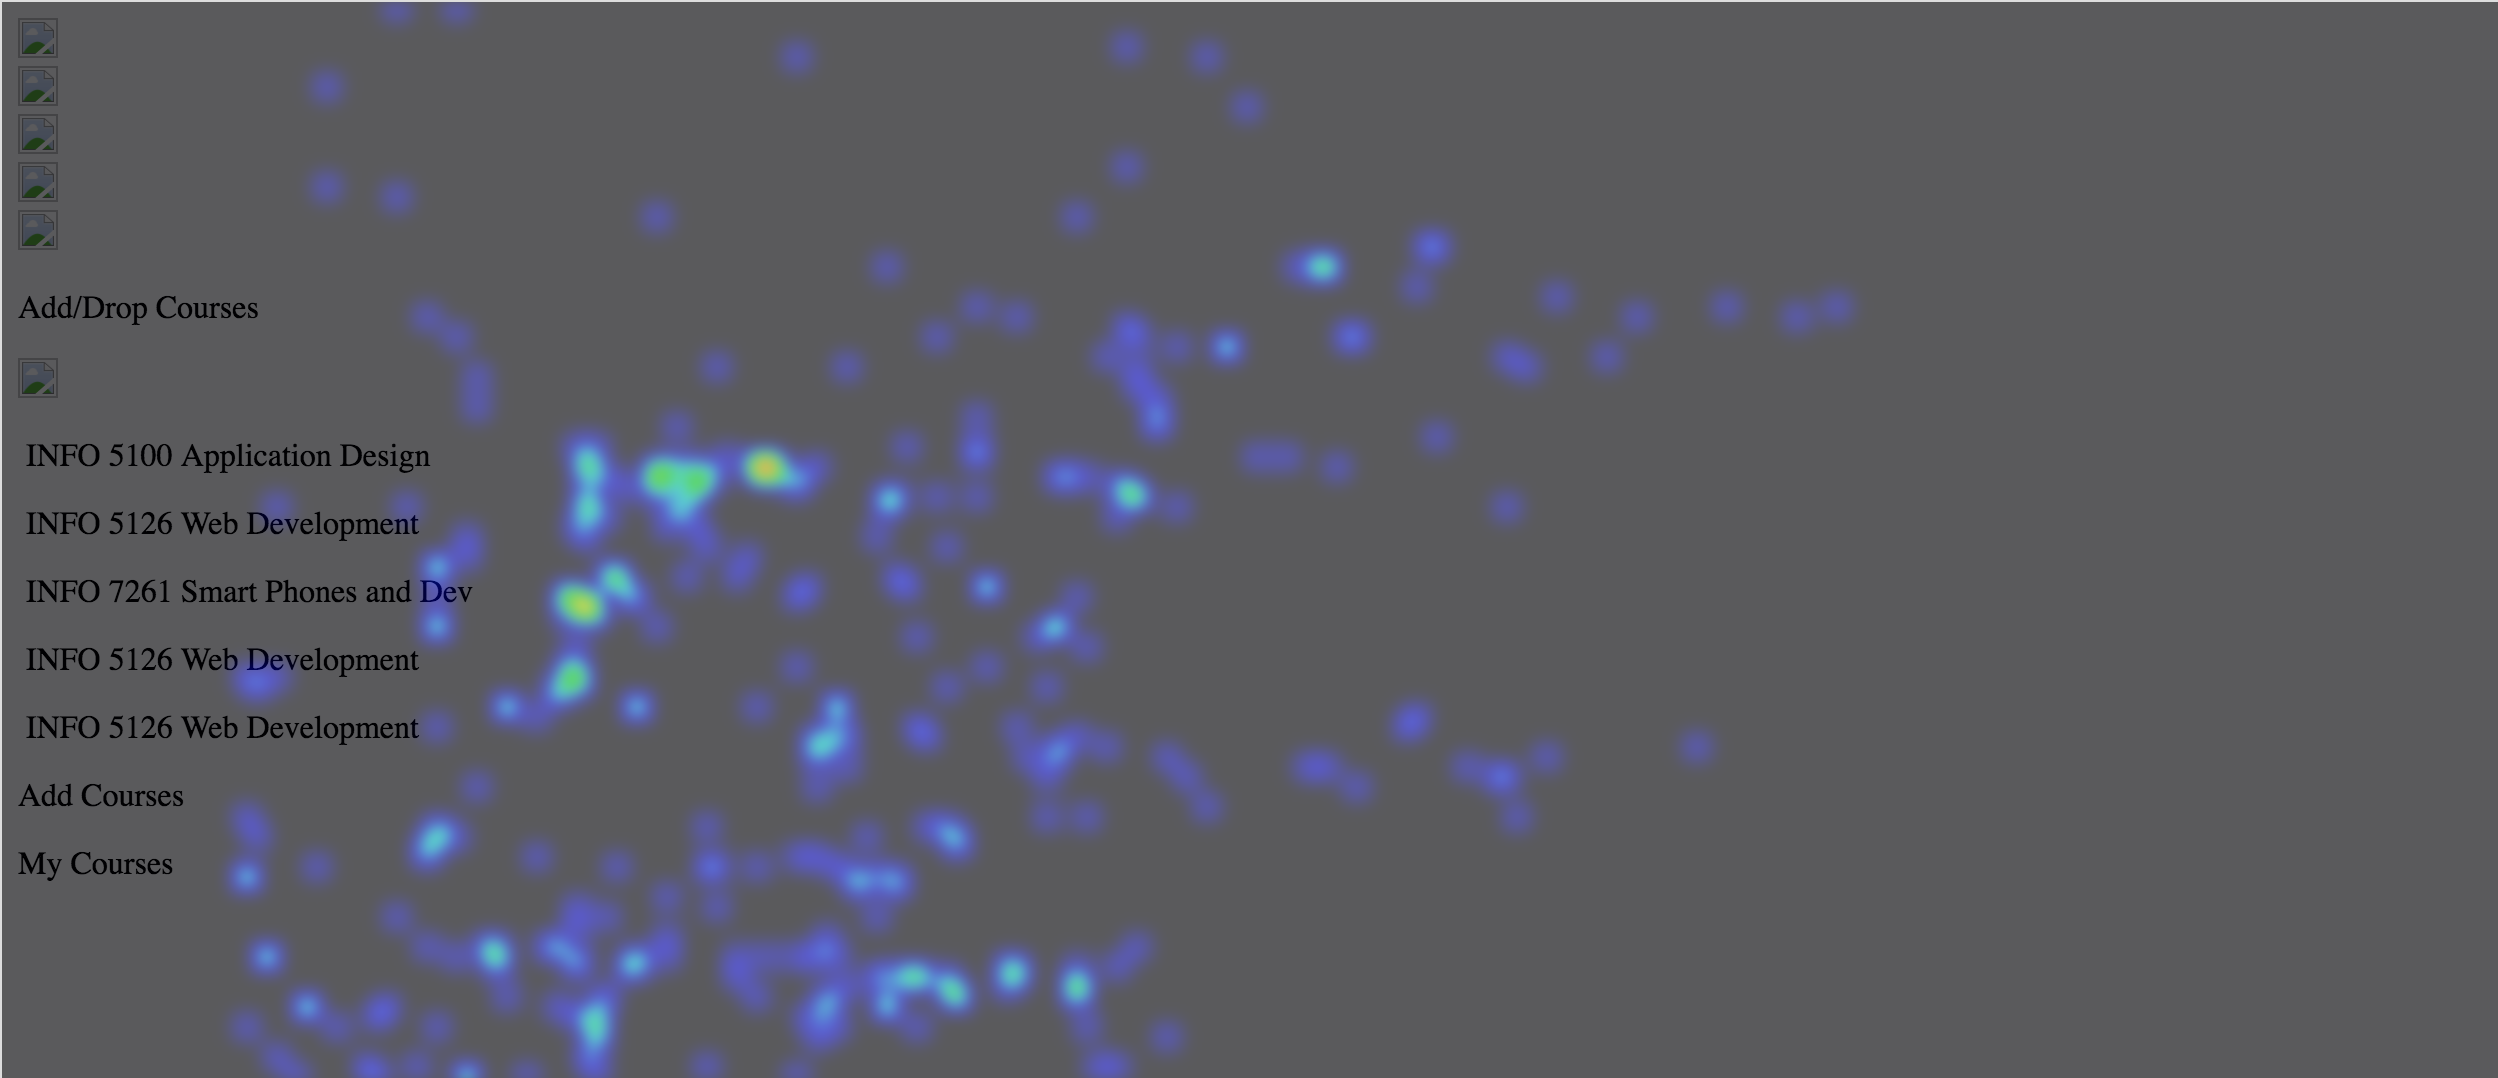 Add/Drop Courses
INFO 5100 Application Design
INFO 5126 Web Development
INFO 7261 Smart Phones and Dev
INFO 5126 Web Development
INFO 5126 Web Development
Add Courses
My Courses